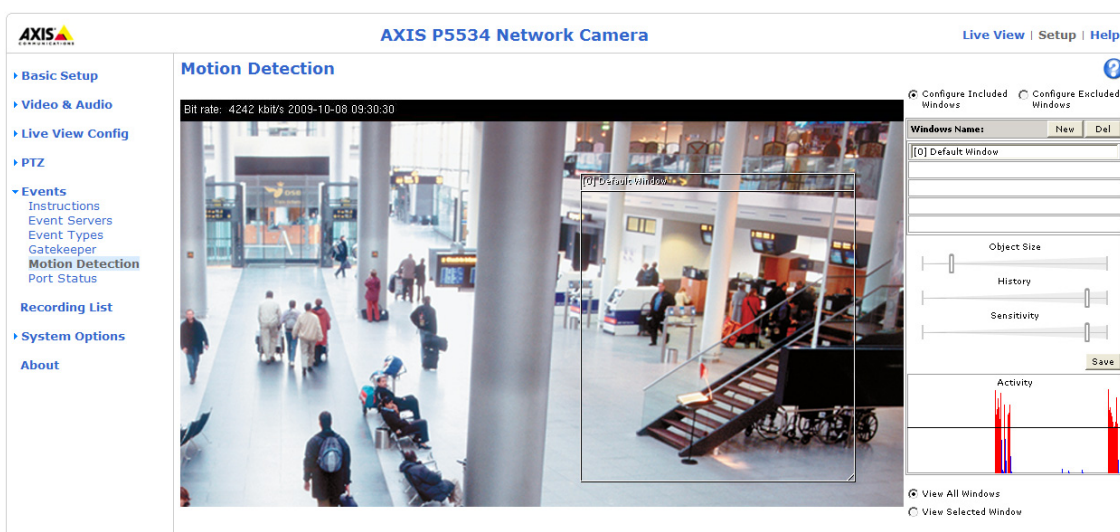 AXIS
COMMUNICATIONS
AXIS P5534 Network Camera
Live View | Setup | Help
Basic Setup
Video & Audio
Live View Config
PTZ
Events
Instructions
Event Servers
Event Types
Gatekeeper
Motion Detection
Port Status
Recording List
System Options
About
Motion Detection
?
Bit rate: 4242 kbit/s 2009-10-08 09:30:30
[0] Default Window
Configure Included Windows
Configure Excluded Windows
Windows Name:
New
Del
[0] Default Window
Object Size
History
Sensitivity
Save
Activity
View All Windows
View Selected Window